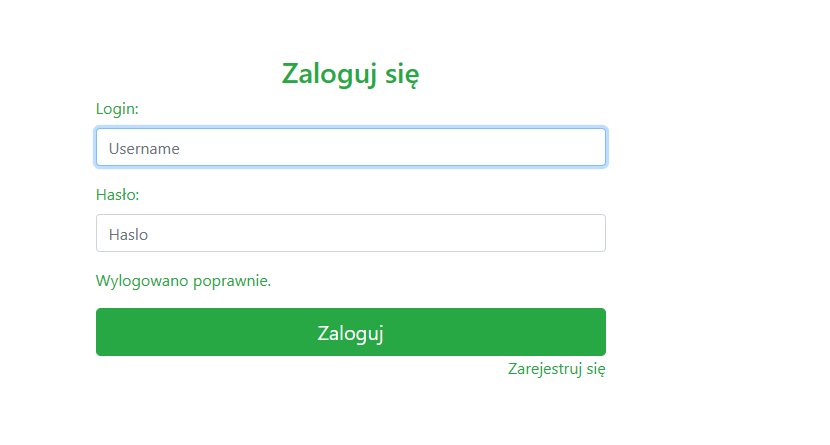 Zaloguj się
Login:
Username
Hasło:
Haslo
Wylogowano poprawnie.
Zaloguj
Zarejestruj się